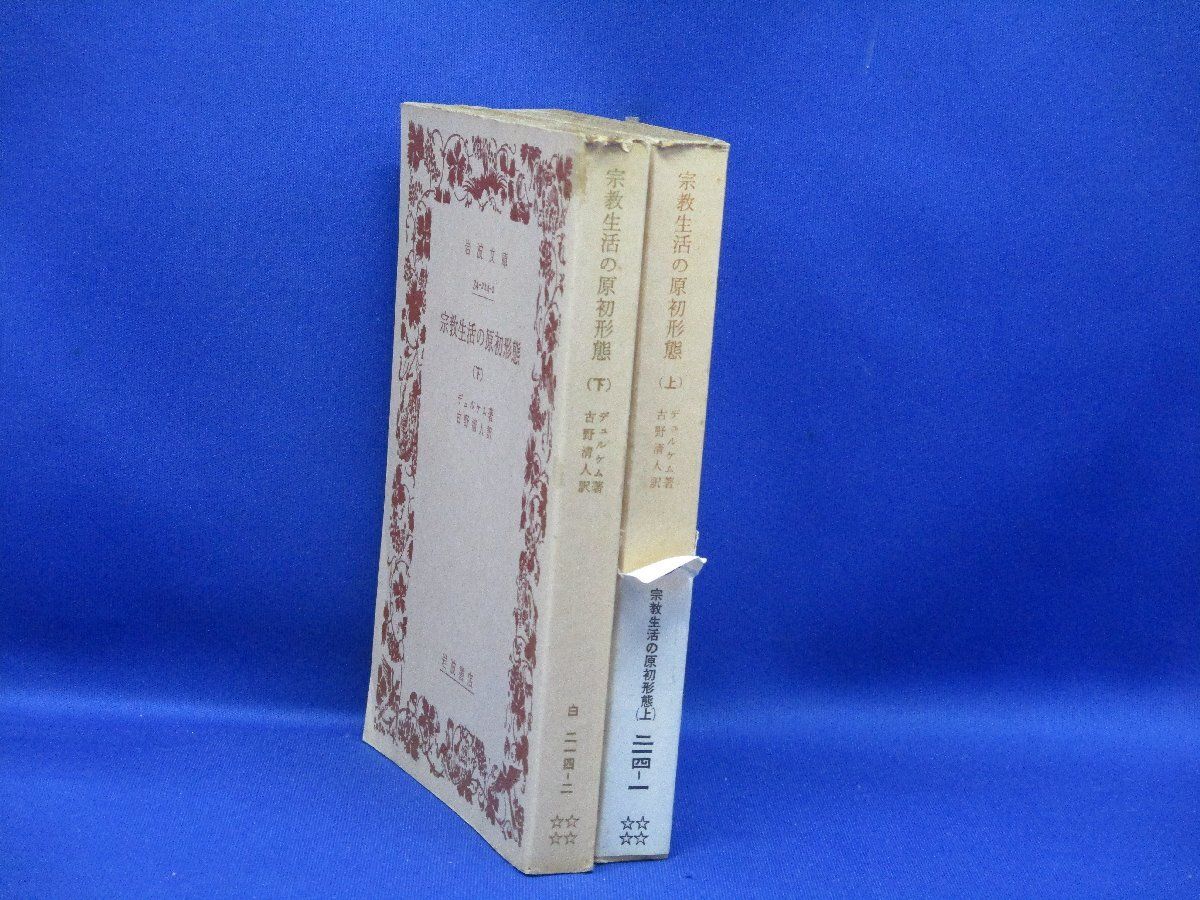 岩波文庫
34-214-2
宗教生活の原初形態
(下)
デュルケム著
古野清人訳
岩波書店
宗教生活の原初形態
(下)
デュルケム著
古野清人訳
白 二一四-二
☆☆
☆☆
宗教生活の原初形態
(上)
デュルケム著
古野清人訳
宗教生活の原初形態(上)
二一四-一
☆☆
☆☆